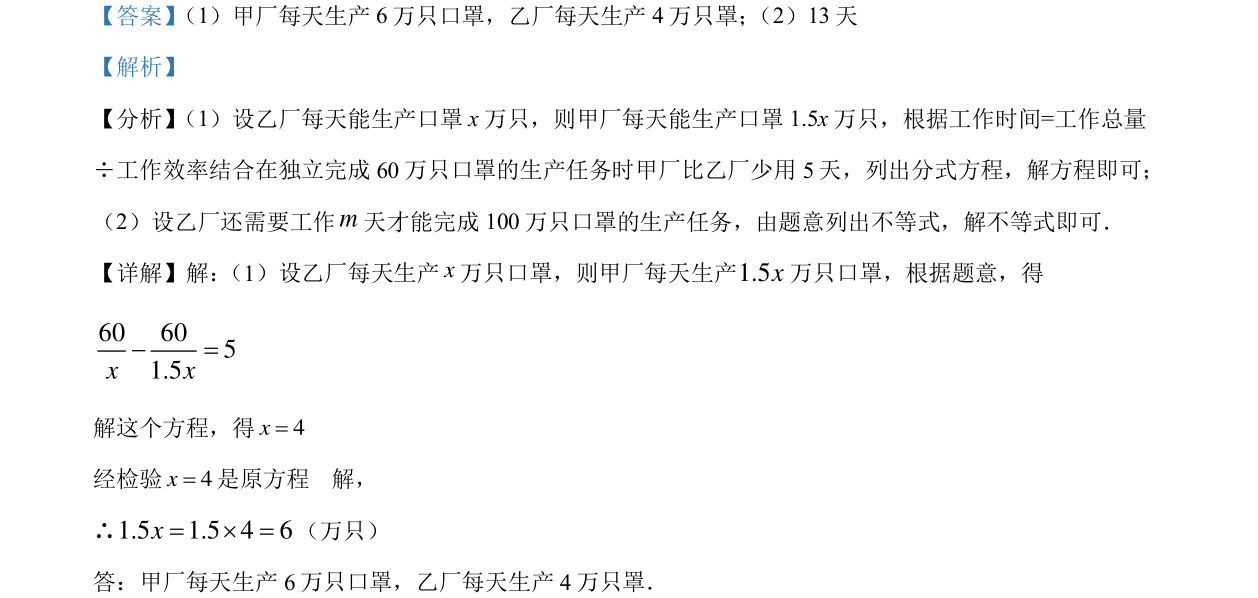 【答案】（1）甲厂每天生产 6 万只口罩，乙厂每天生产 4 万只罩；（2）13 天
【解析】
【分析】（1）设乙厂每天能生产口罩 x 万只，则甲厂每天能生产口罩 1.5x 万只，根据工作时间=工作总量
÷工作效率结合在独立完成 60 万只口罩的生产任务时甲厂比乙厂少用 5 天，列出分式方程，解方程即可；
（2）设乙厂还需要工作 m 天才能完成 100 万只口罩的生产任务，由题意列出不等式，解不等式即可．
【详解】解：（1）设乙厂每天生产 x 万只口罩，则甲厂每天生产1.5x 万只口罩，根据题意，得
60/x − 60/1.5x = 5
解这个方程，得 x = 4
经检验 x = 4 是原方程　解，
∴1.5x = 1.5×4 = 6（万只）
答：甲厂每天生产 6 万只口罩，乙厂每天生产 4 万只罩．